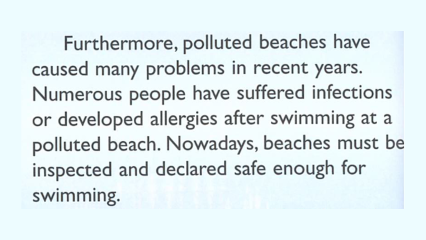 Furthermore, polluted beaches have
caused many problems in recent years.
Numerous people have suffered infections
or developed allergies after swimming at a
polluted beach. Nowadays, beaches must be
inspected and declared safe enough for
swimming.